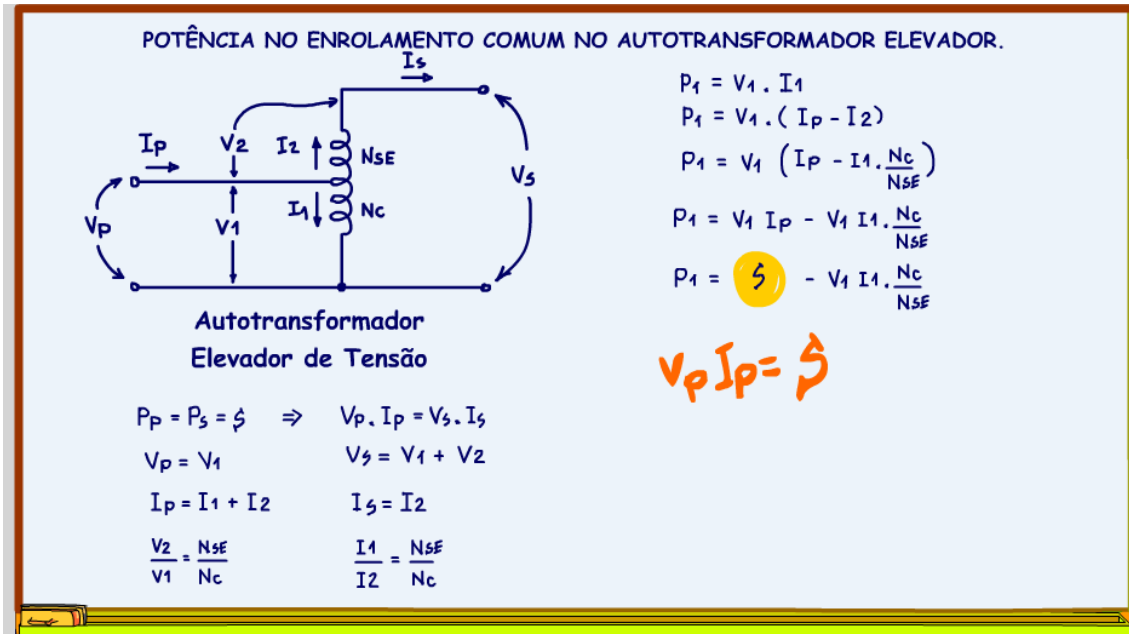 POTÊNCIA NO ENROLAMENTO COMUM NO AUTOTRANSFORMADOR ELEVADOR.
Is
Ip
V2
I2
NSE
Vs
I1
Nc
Vp
V1
Autotransformador
Elevador de Tensão
Pp = Ps = S ⇒ Vp . Ip = Vs . Is
Vp = V1
Vs = V1 + V2
Ip = I1 + I2
Is = I2
V2/V1 = NSE/Nc
I1/I2 = NSE/Nc
P1 = V1 . I1
P1 = V1 . ( Ip - I2)
P1 = V1 ( Ip - I1 . Nc/NSE )
P1 = V1 Ip - V1 I1 . Nc/NSE
P1 = S - V1 I1 . Nc/NSE
Vp Ip = S